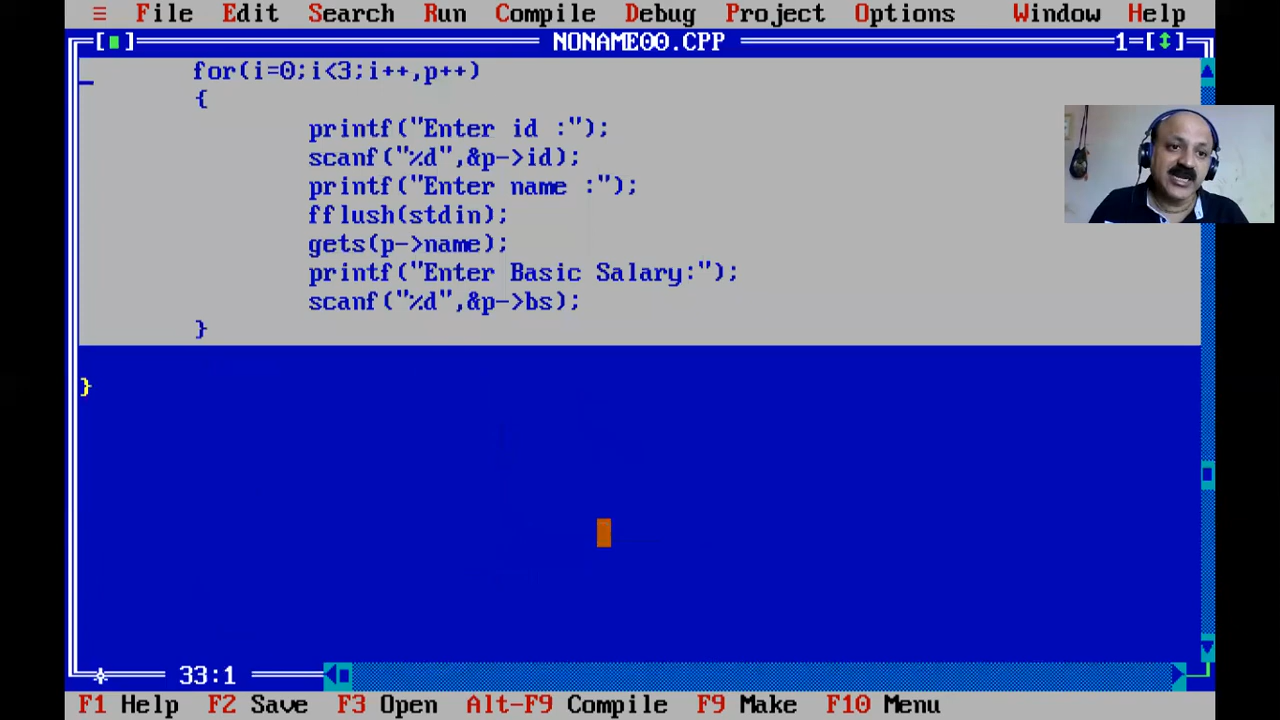 ≡ File Edit Search Run Compile Debug Project Options Window Help
[■] NONAME00.CPP 1=[↕]
for(i=0;i<3;i++,p++)
{
printf("Enter id :");
scanf("%d",&p->id);
printf("Enter name :");
fflush(stdin);
gets(p->name);
printf("Enter Basic Salary:");
scanf("%d",&p->bs);
}
}
33:1
F1 Help F2 Save F3 Open Alt-F9 Compile F9 Make F10 Menu